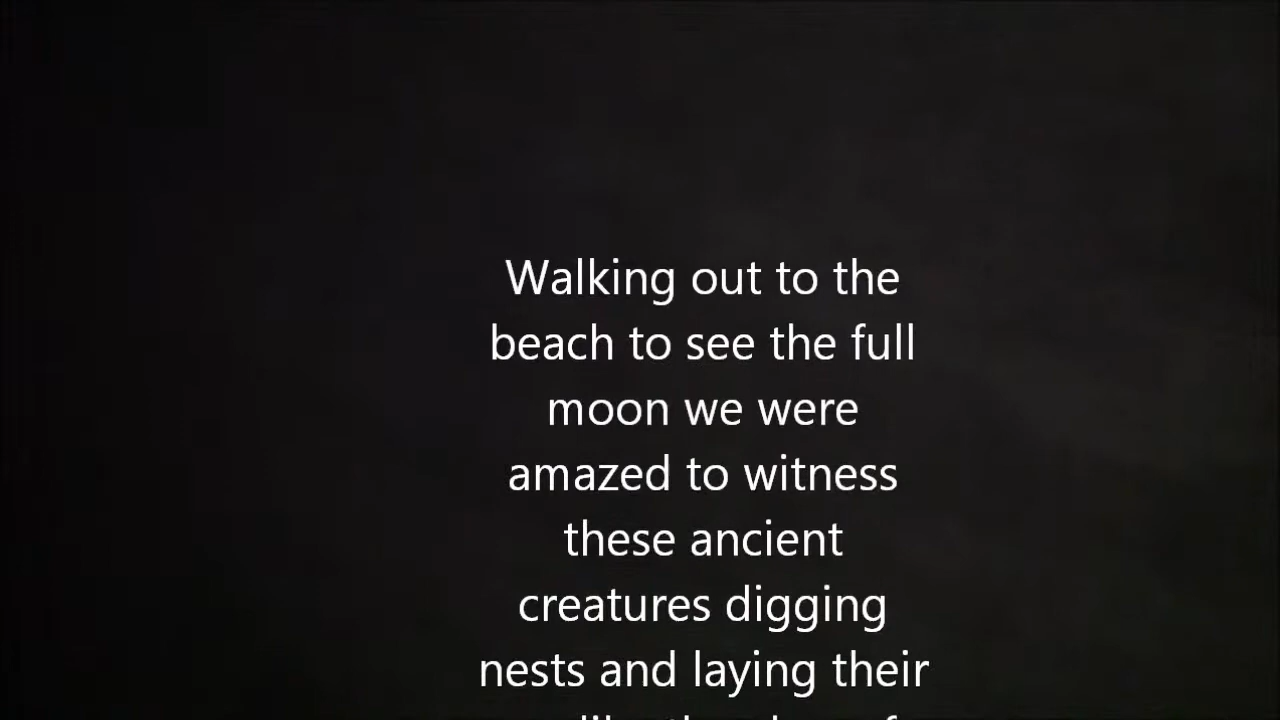 Walking out to the
beach to see the full
moon we were
amazed to witness
these ancient
creatures digging
nests and laying their